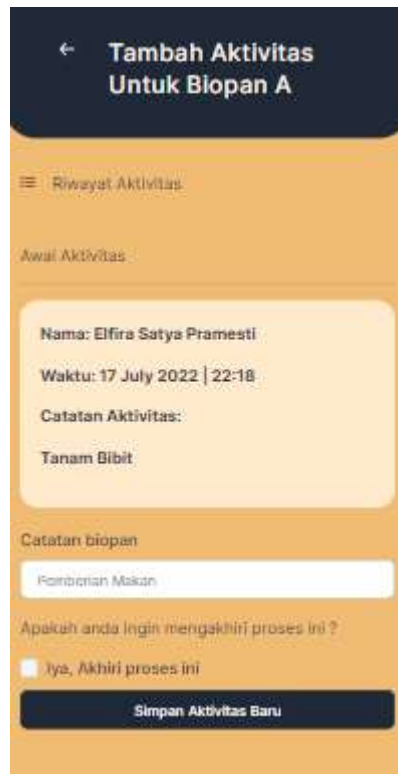 Tambah Aktivitas
Untuk Biopan A
Riwayat Aktivitas
Awal Aktivitas
Nama: Elfira Satya Pramesti
Waktu: 17 July 2022 | 22:18
Catatan Aktivitas:
Tanam Bibit
Catatan biopan
Pemberian Makan
Apakah anda ingin mengakhiri proses ini ?
Iya, Akhiri proses ini
Simpan Aktivitas Baru